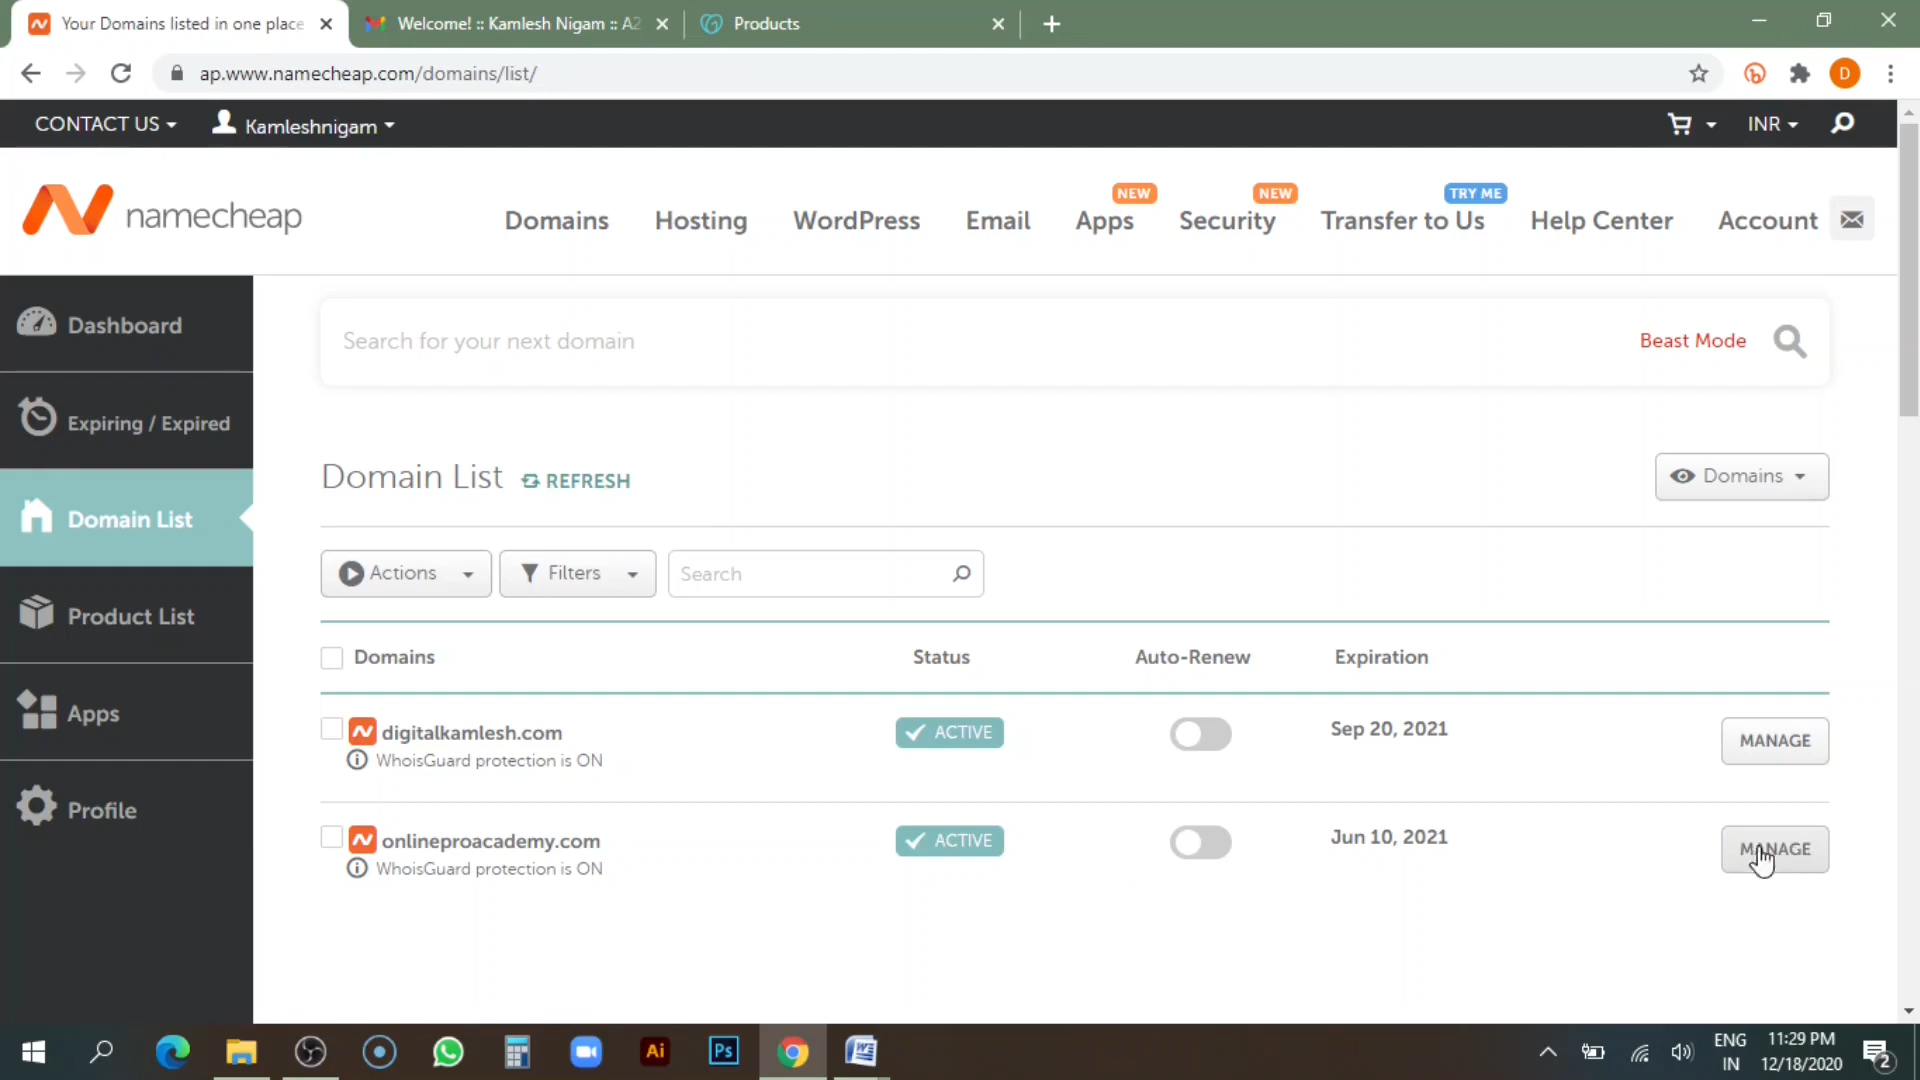 Your Domains listed in one place
Welcome! :: Kamlesh Nigam :: A2
Products
ap.www.namecheap.com/domains/list/
D
CONTACT US
Kamleshnigam
INR
namecheap
Domains
Hosting
WordPress
Email
NEW
Apps
NEW
Security
TRY ME
Transfer to Us
Help Center
Account
Dashboard
Expiring / Expired
Domain List
Product List
Apps
Profile
Search for your next domain
Beast Mode
Domain List
REFRESH
Domains
Actions
Filters
Search
Domains Status Auto-Renew Expiration
digitalkamlesh.com ACTIVE Sep 20, 2021 MANAGE
WhoisGuard protection is ON
onlineproacademy.com ACTIVE Jun 10, 2021 MANAGE
WhoisGuard protection is ON
Ai
Ps
ENG
IN
11:29 PM
12/18/2020
2